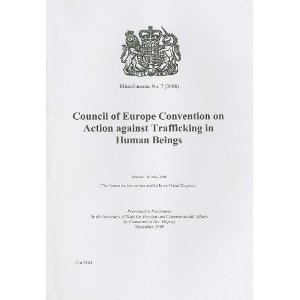 Miscellaneous No. 7 (2008)
Council of Europe Convention on
Action against Trafficking in
Human Beings
Warsaw, 16 May 2005
[The Convention has not been ratified by the United Kingdom]
Presented to Parliament
by the Secretary of State for Foreign and Commonwealth Affairs
by Command of Her Majesty
September 2008